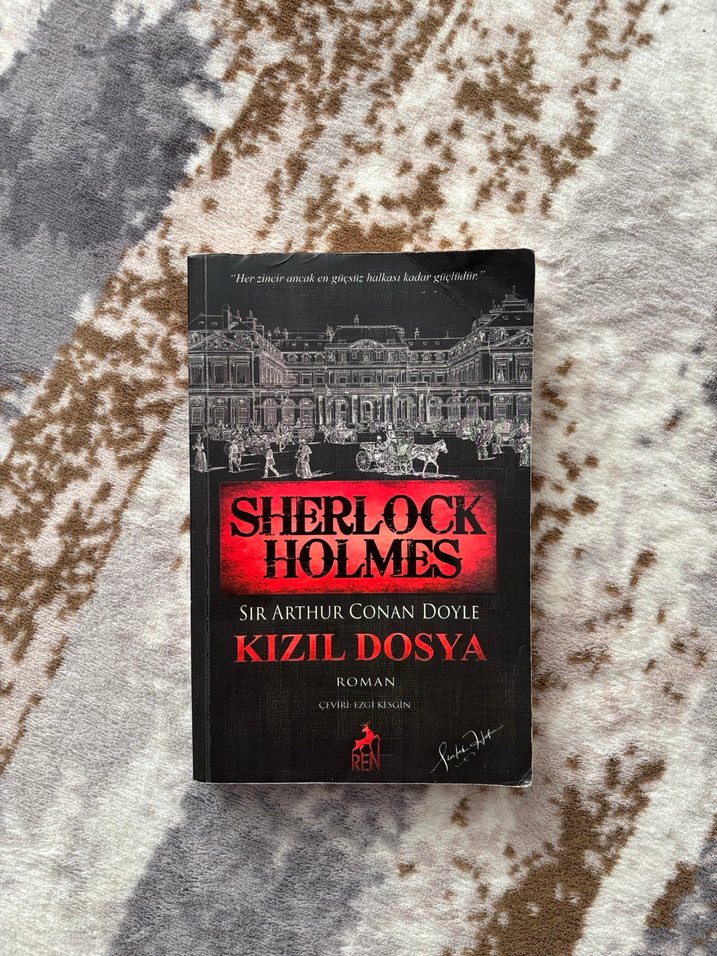 “Her zincir ancak en güçsüz halkası kadar güçlüdür.”
SHERLOCK
HOLMES
SIR ARTHUR CONAN DOYLE
KIZIL DOSYA
ROMAN
ÇEVİRİ: EZGİ KESGİN
REN